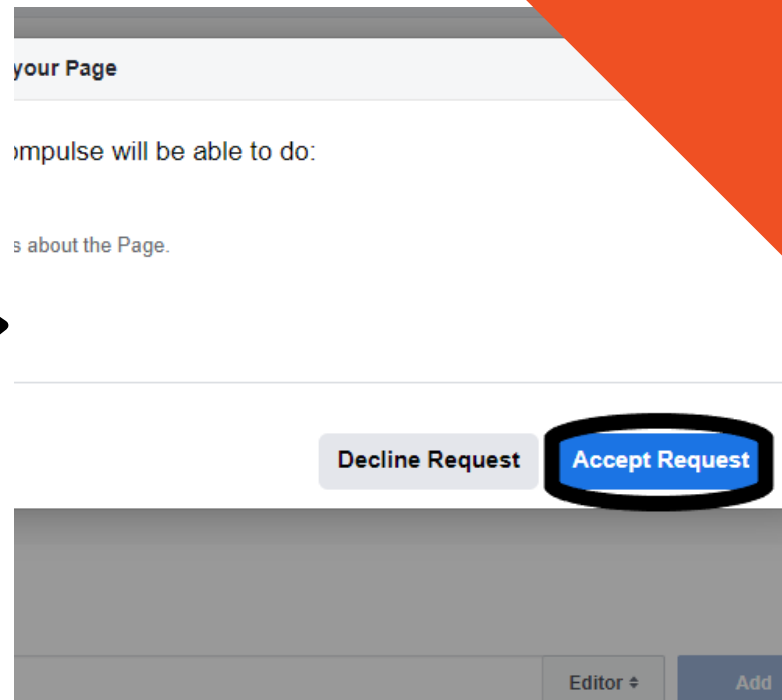 your Page
ompulse will be able to do:
s about the Page.
Decline Request Accept Request
Editor Add